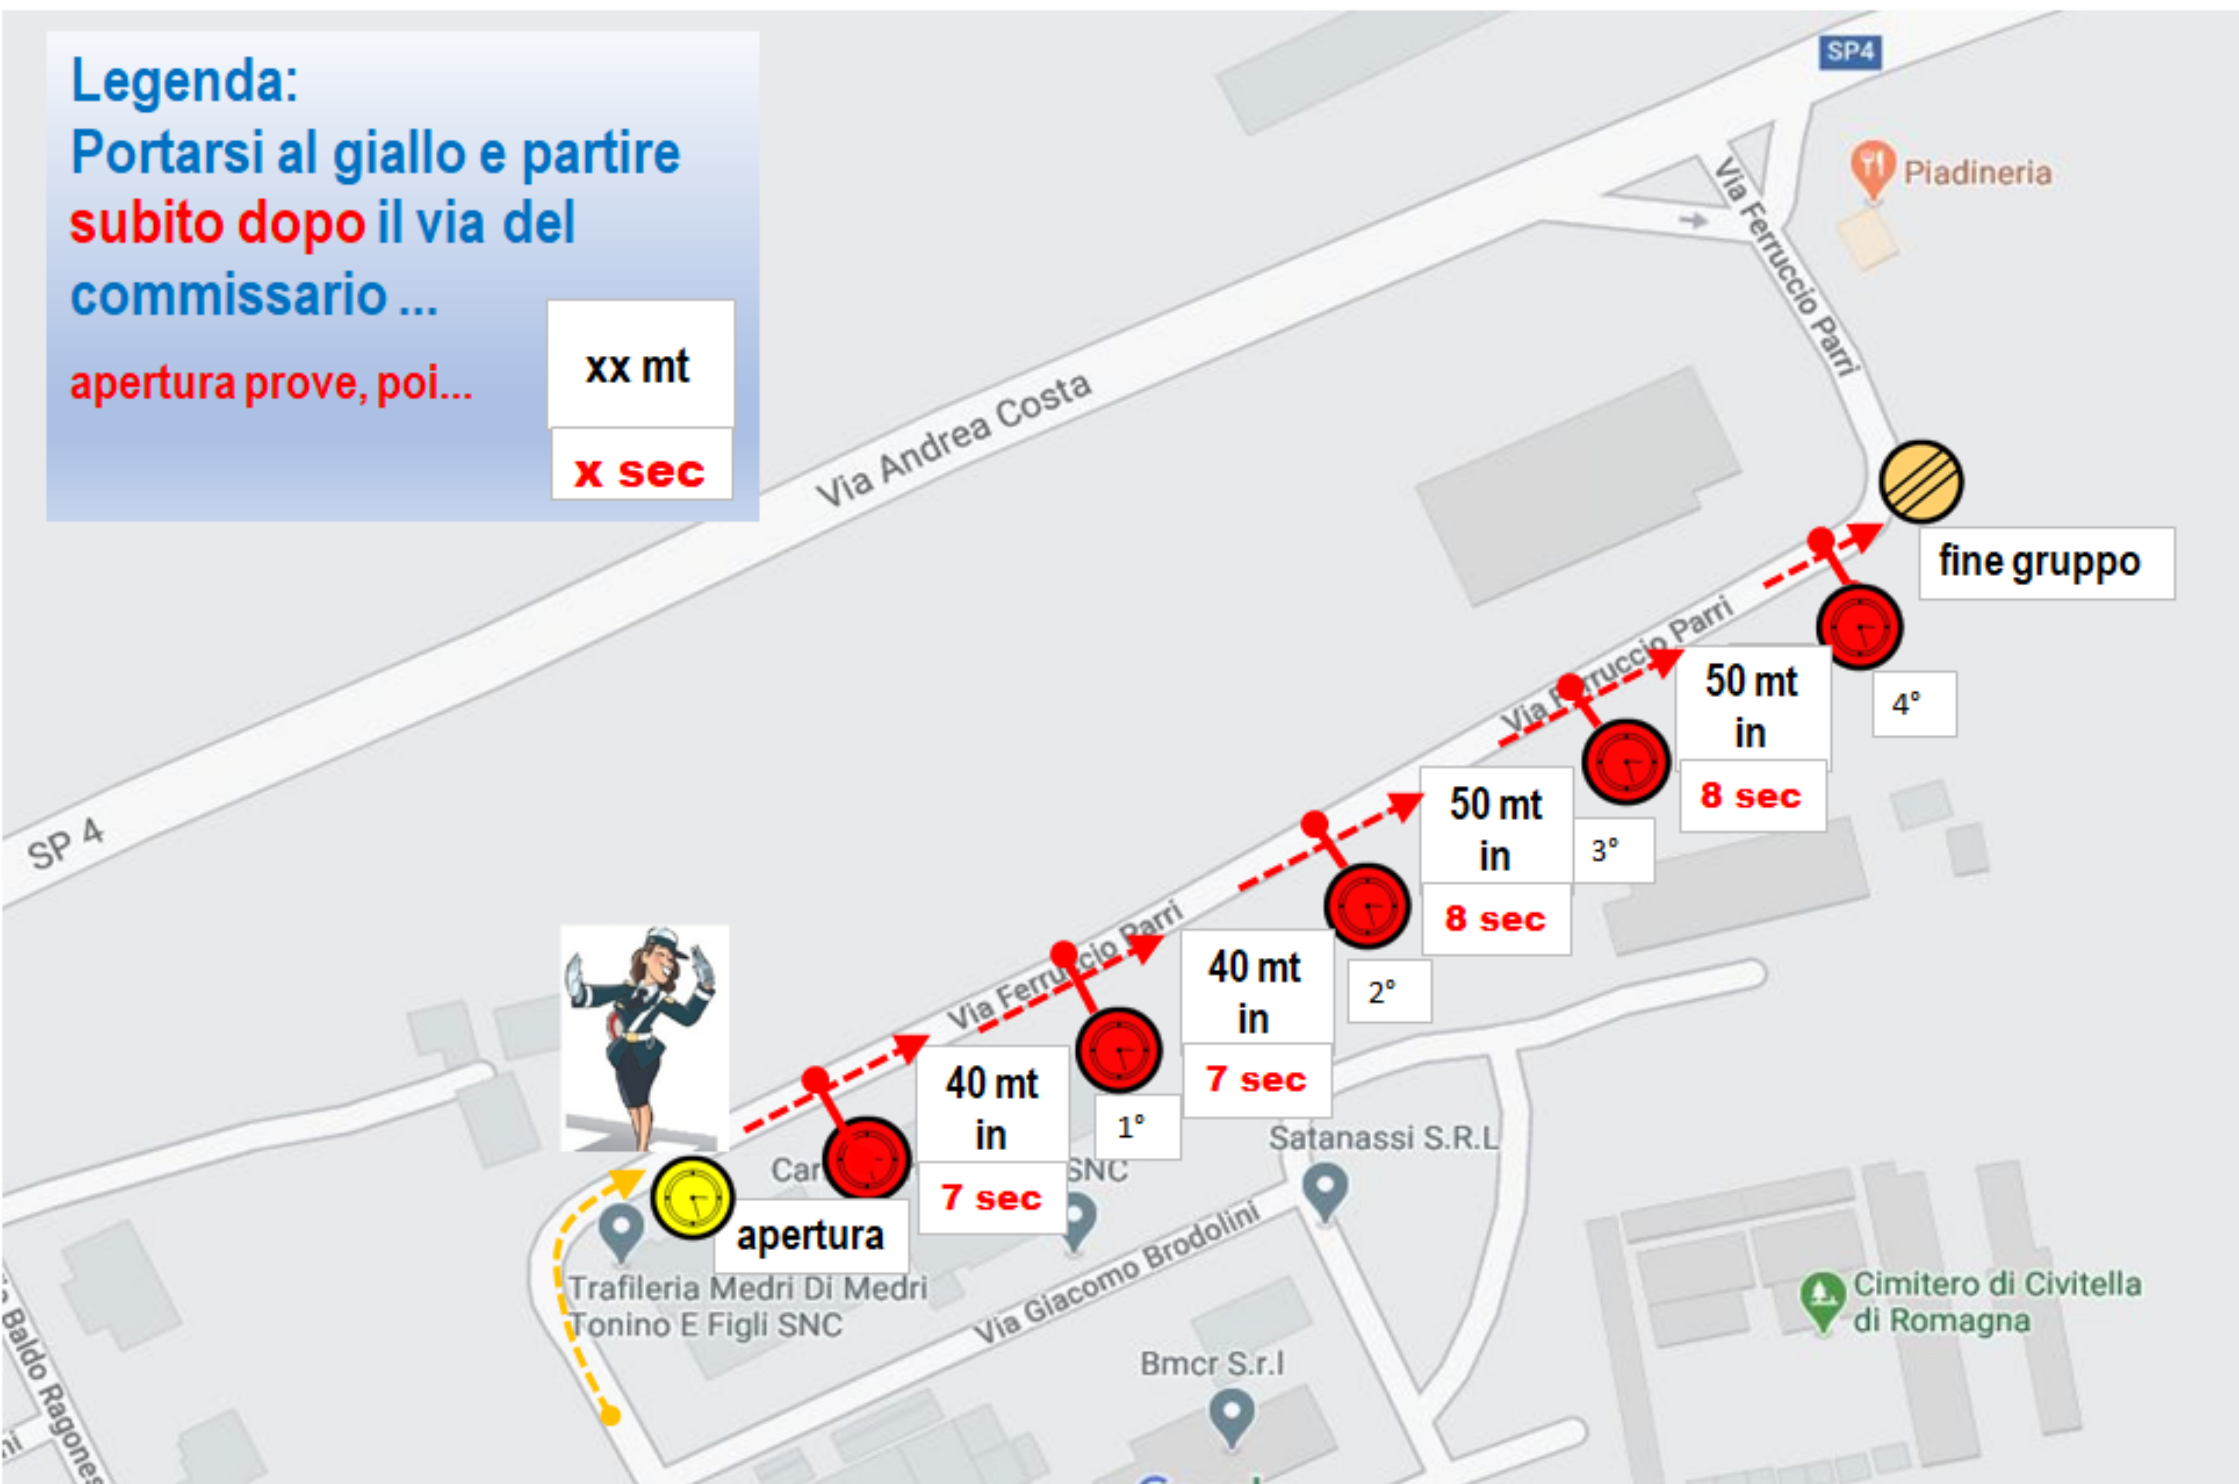 Legenda:
Portarsi al giallo e partire
subito dopo il via del
commissario ...
apertura prove, poi...
xx mt
x sec
SP4
Piadineria
Via Ferruccio Parri
Via Andrea Costa
fine gruppo
Via Ferruccio Parri
50 mt
in
8 sec
4°
50 mt
in
8 sec
3°
SP 4
Via Ferruccio Parri
40 mt
in
7 sec
2°
40 mt
in
7 sec
1°
Satanassi S.R.L
SNC
apertura
Via Giacomo Brodolini
Trafileria Medri Di Medri
Tonino E Figli SNC
Cimitero di Civitella
di Romagna
Bmcr S.r.l